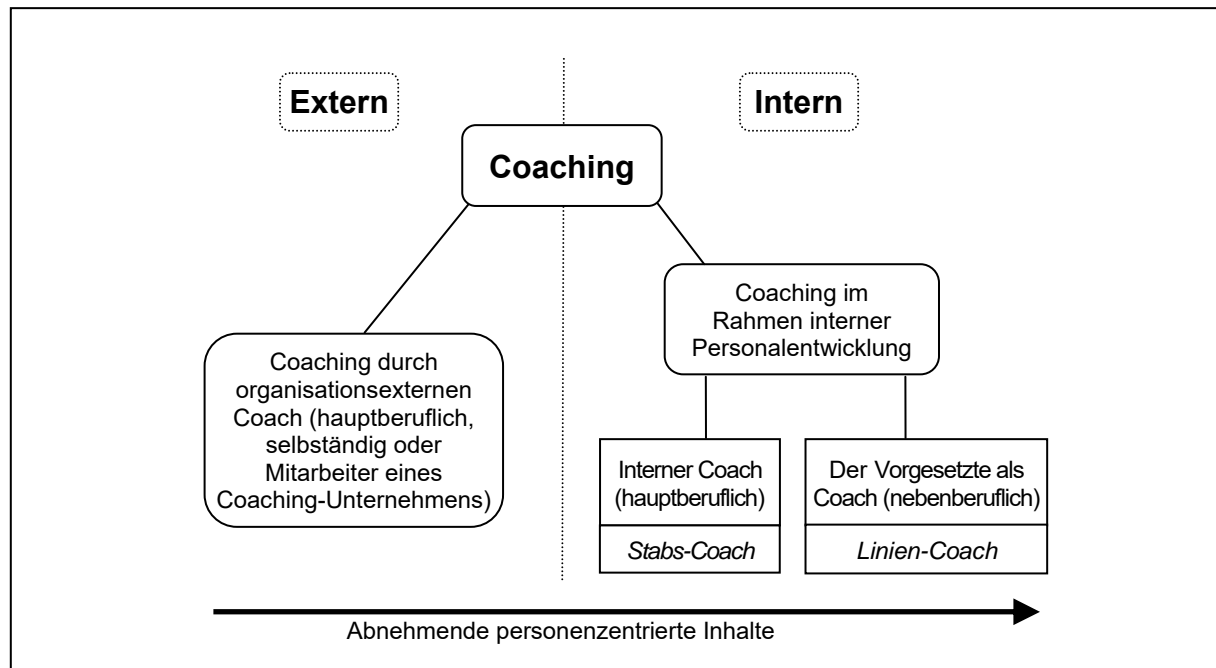 Extern
Intern
Coaching
Coaching im
Rahmen interner
Personalentwicklung
Coaching durch
organisationsexternen
Coach (hauptberuflich,
selbständig oder
Mitarbeiter eines
Coaching-Unternehmens)
Interner Coach
(hauptberuflich)
Stabs-Coach
Der Vorgesetzte als
Coach (nebenberuflich)
Linien-Coach
Abnehmende personenzentrierte Inhalte